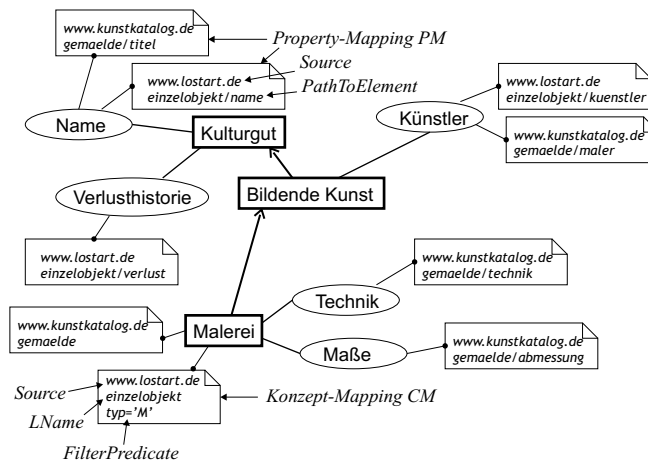 www.kunstkatalog.de
gemaelde/titel
Property-Mapping PM
Source
www.lostart.de
einzelobjekt/name
PathToElement
www.lostart.de
einzelobjekt/kuenstler
Name
Kulturgut
Künstler
www.kunstkatalog.de
gemaelde/maler
Verlusthistorie
Bildende Kunst
www.lostart.de
einzelobjekt/verlust
www.kunstkatalog.de
gemaelde/technik
Technik
www.kunstkatalog.de
gemaelde
Malerei
Maße
www.kunstkatalog.de
gemaelde/abmessung
Source
www.lostart.de
einzelobjekt
typ='M'
LName
Konzept-Mapping CM
FilterPredicate